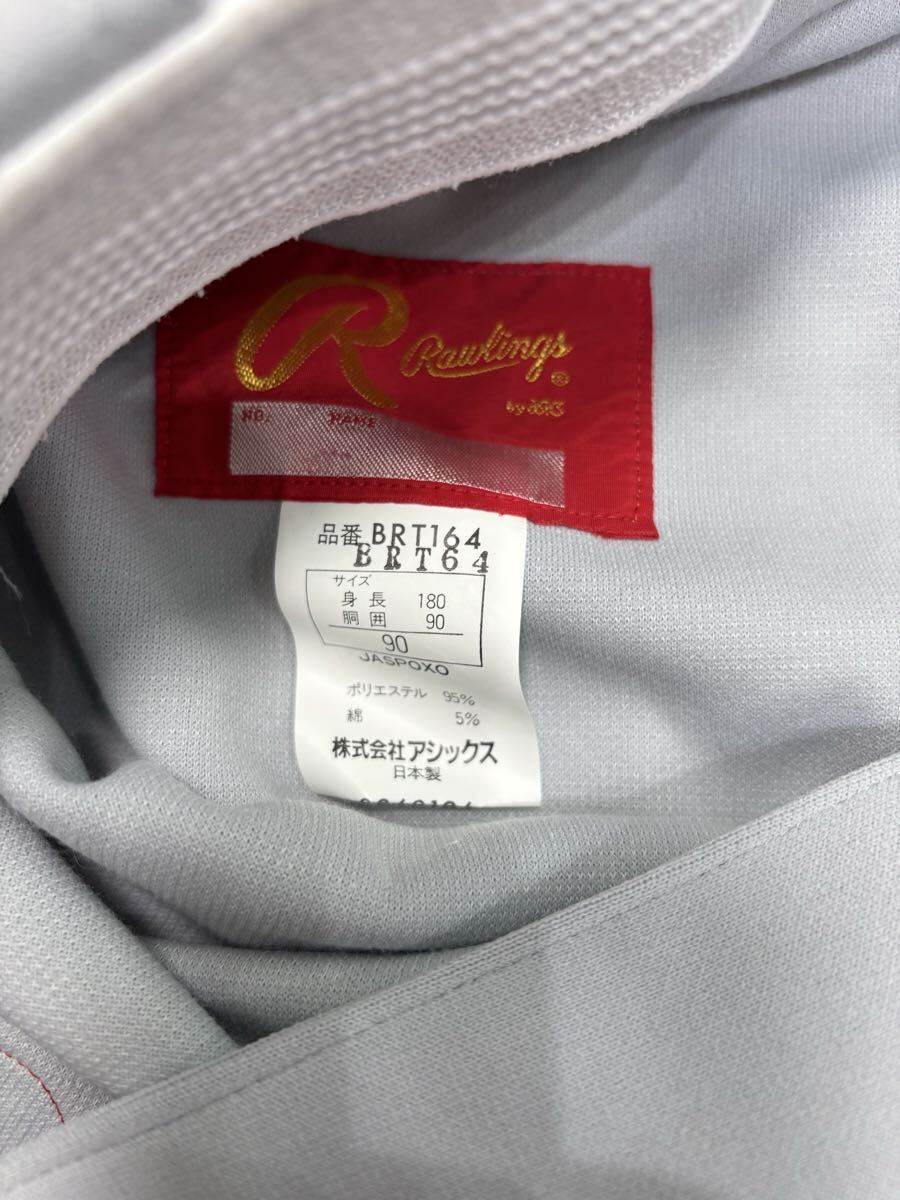 R
Rawlings®
by asics
NO. NAME
品番 BRT164
BRT64
サイズ
身長 180
胴囲 90
90
JASPOXO
ポリエステル 95%
綿 5%
株式会社アシックス
日本製